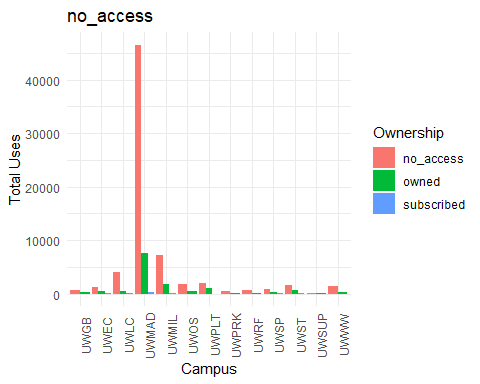 no_access
Total Uses
40000
30000
20000
10000
0
UWGB
UWEC
UWLC
UWMAD
UWMIL
UWOS
UWPLT
UWPRK
UWRF
UWSP
UWST
UWSUP
UWWW
Campus
Ownership
no_access
owned
subscribed